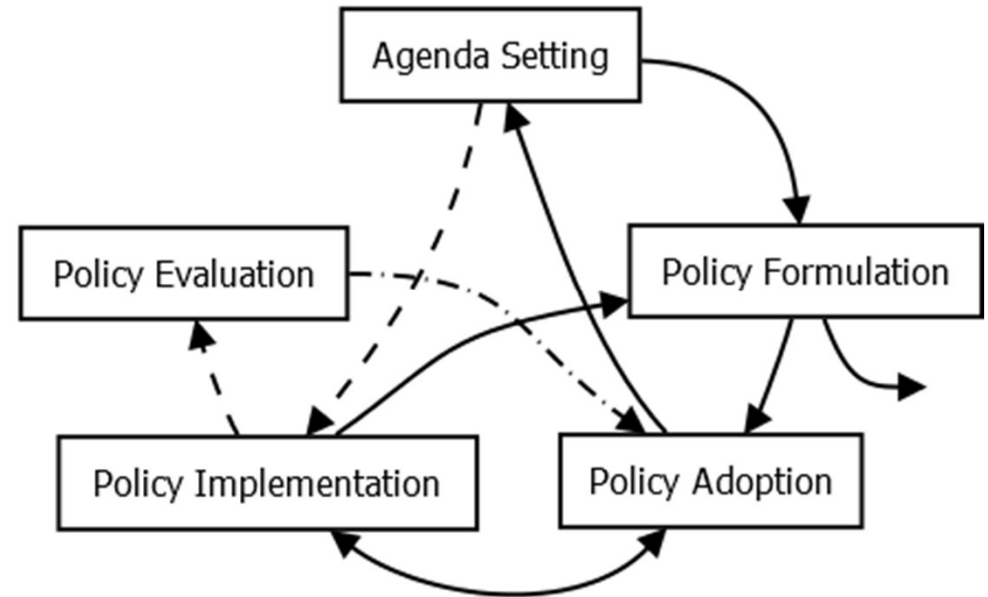 Agenda Setting
Policy Evaluation
Policy Formulation
Policy Implementation
Policy Adoption